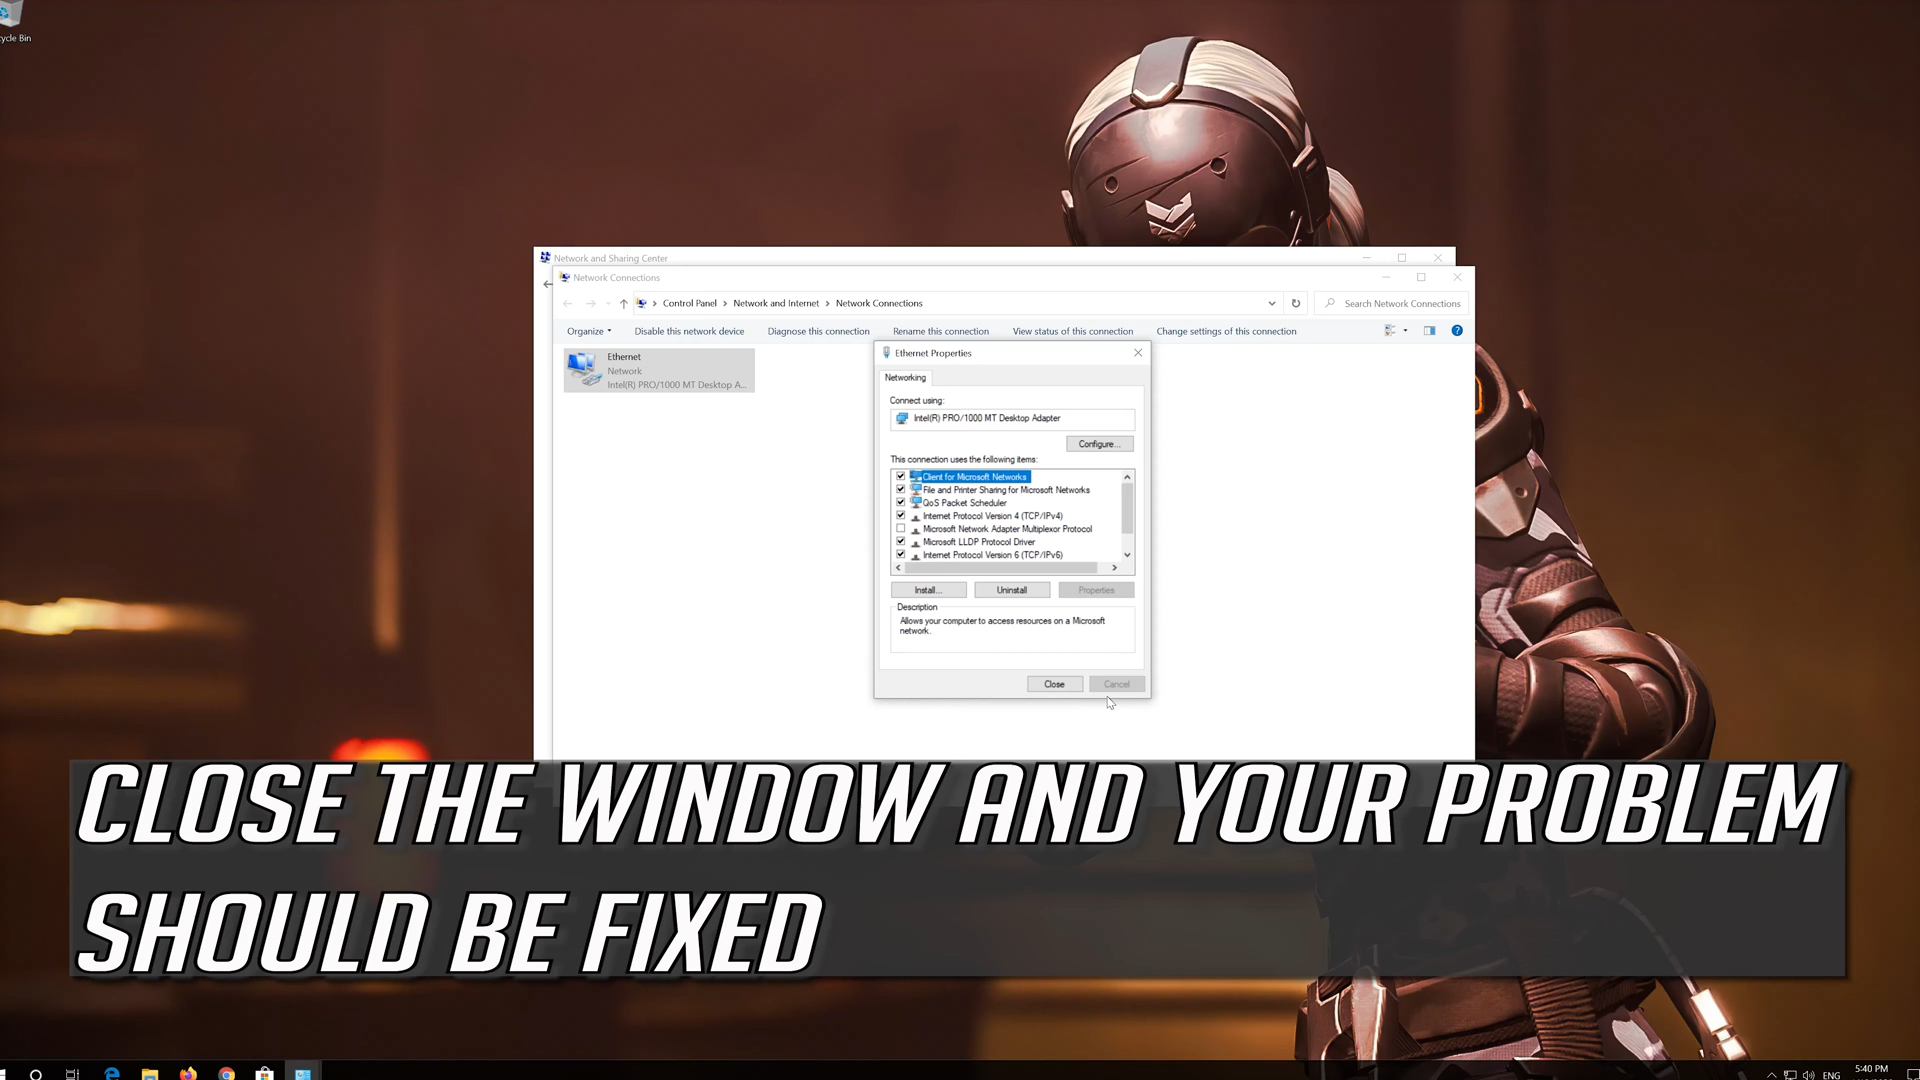 cycle Bin
Network and Sharing Center
Network Connections
Control Panel > Network and Internet > Network Connections
Search Network Connections
Organize
Disable this network device
Diagnose this connection
Rename this connection
View status of this connection
Change settings of this connection
Ethernet
Network
Intel(R) PRO/1000 MT Desktop A...
Ethernet Properties
Networking
Connect using:
Intel(R) PRO/1000 MT Desktop Adapter
Configure...
This connection uses the following items:
Client for Microsoft Networks
File and Printer Sharing for Microsoft Networks
QoS Packet Scheduler
Internet Protocol Version 4 (TCP/IPv4)
Microsoft Network Adapter Multiplexor Protocol
Microsoft LLDP Protocol Driver
Internet Protocol Version 6 (TCP/IPv6)
Install...
Uninstall
Properties
Description
Allows your computer to access resources on a Microsoft
network.
Close
Cancel
CLOSE THE WINDOW AND YOUR PROBLEM
SHOULD BE FIXED
ENG
5:40 PM